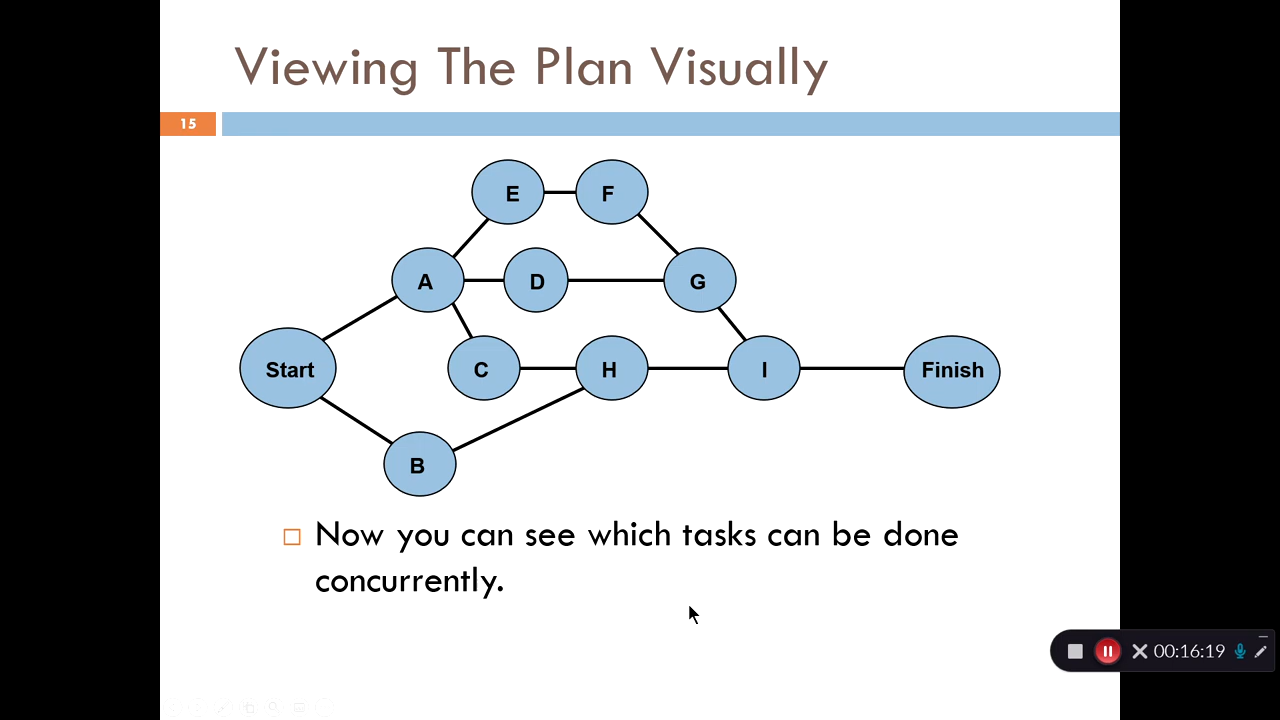 Viewing The Plan Visually
15
E F
A D G
Start C H I Finish
B
Now you can see which tasks can be done
concurrently.
00:16:19